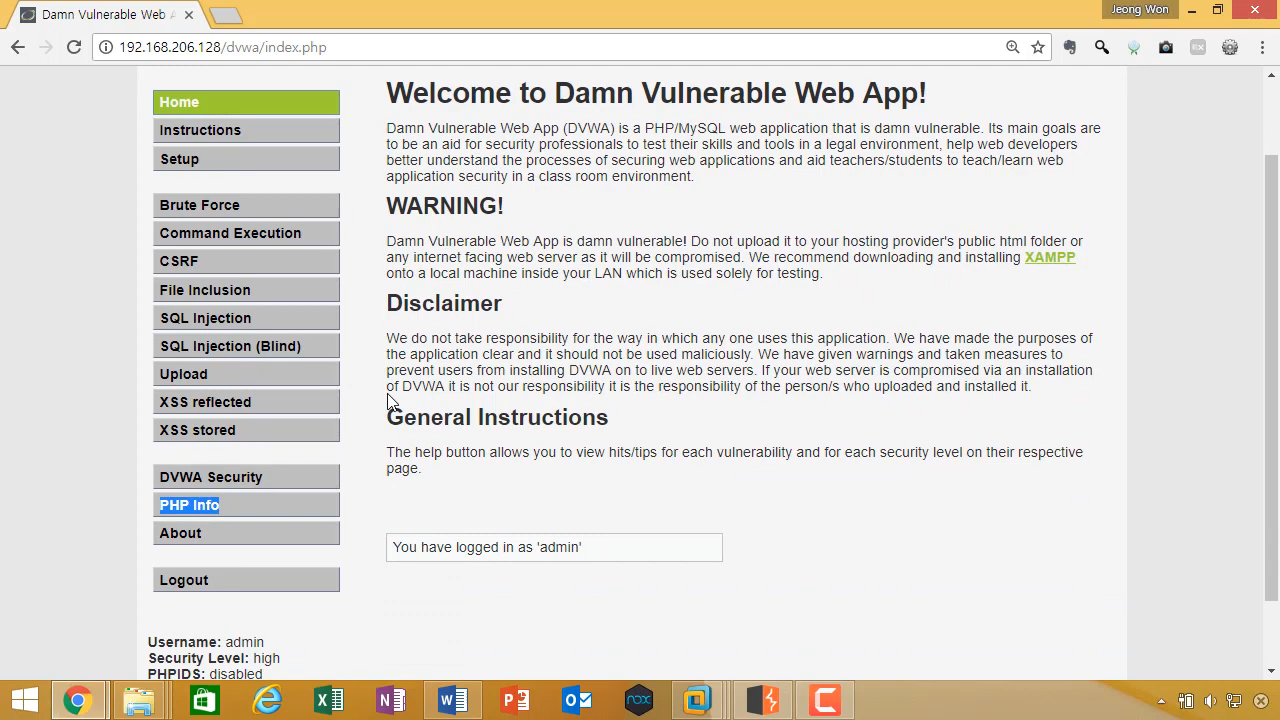 Damn Vulnerable Web A
Jeong Won
192.168.206.128/dvwa/index.php
Home
Instructions
Setup
Brute Force
Command Execution
CSRF
File Inclusion
SQL Injection
SQL Injection (Blind)
Upload
XSS reflected
XSS stored
DVWA Security
PHP Info
About
Logout
Username: admin
Security Level: high
PHPIDS: disabled
Welcome to Damn Vulnerable Web App!
Damn Vulnerable Web App (DVWA) is a PHP/MySQL web application that is damn vulnerable. Its main goals are
to be an aid for security professionals to test their skills and tools in a legal environment, help web developers
better understand the processes of securing web applications and aid teachers/students to teach/learn web
application security in a class room environment.
WARNING!
Damn Vulnerable Web App is damn vulnerable! Do not upload it to your hosting provider's public html folder or
any internet facing web server as it will be compromised. We recommend downloading and installing XAMPP
onto a local machine inside your LAN which is used solely for testing.
Disclaimer
We do not take responsibility for the way in which any one uses this application. We have made the purposes of
the application clear and it should not be used maliciously. We have given warnings and taken measures to
prevent users from installing DVWA on to live web servers. If your web server is compromised via an installation
of DVWA it is not our responsibility it is the responsibility of the person/s who uploaded and installed it.
General Instructions
The help button allows you to view hits/tips for each vulnerability and for each security level on their respective
page.
You have logged in as 'admin'
nox